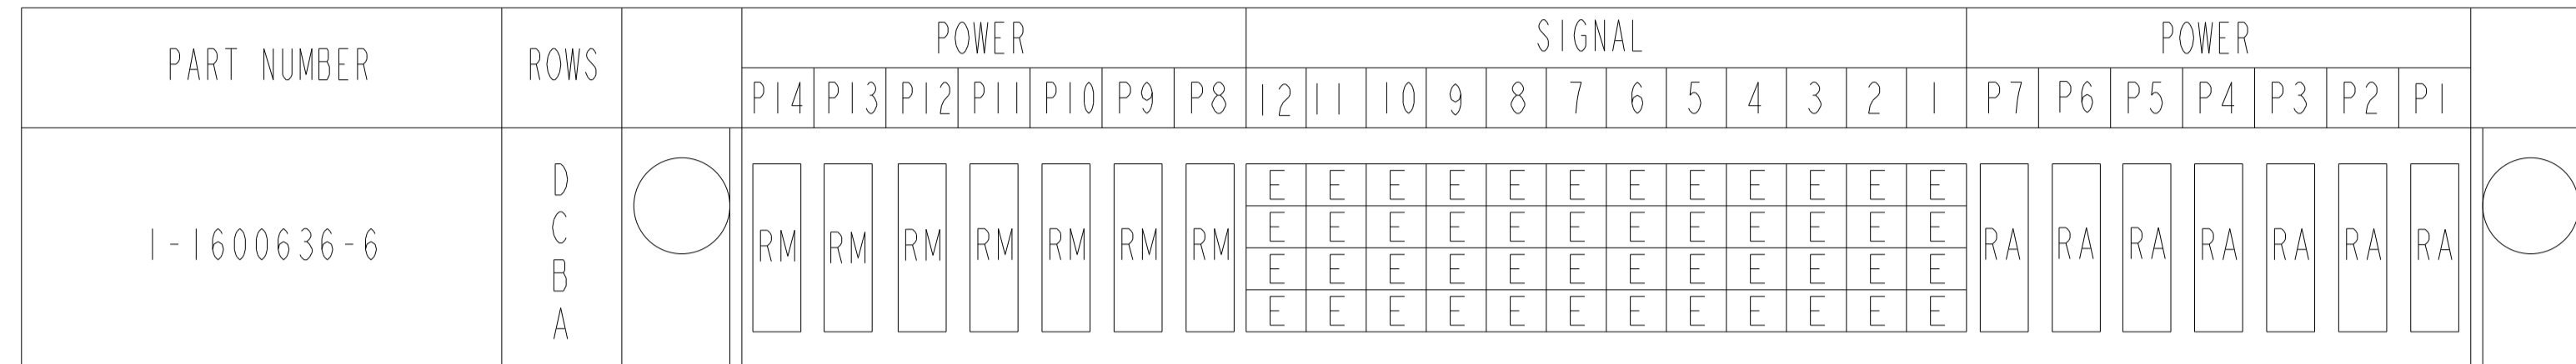 PART NUMBER ROWS POWER SIGNAL POWER
P14 P13 P12 P11 P10 P9 P8 12 11 10 9 8 7 6 5 4 3 2 1 P7 P6 P5 P4 P3 P2 P1
D E E E E E E E E E E E E
C E E E E E E E E E E E E
1-1600636-6 RM RM RM RM RM RM RM RA RA RA RA RA RA RA
B E E E E E E E E E E E E
A E E E E E E E E E E E E